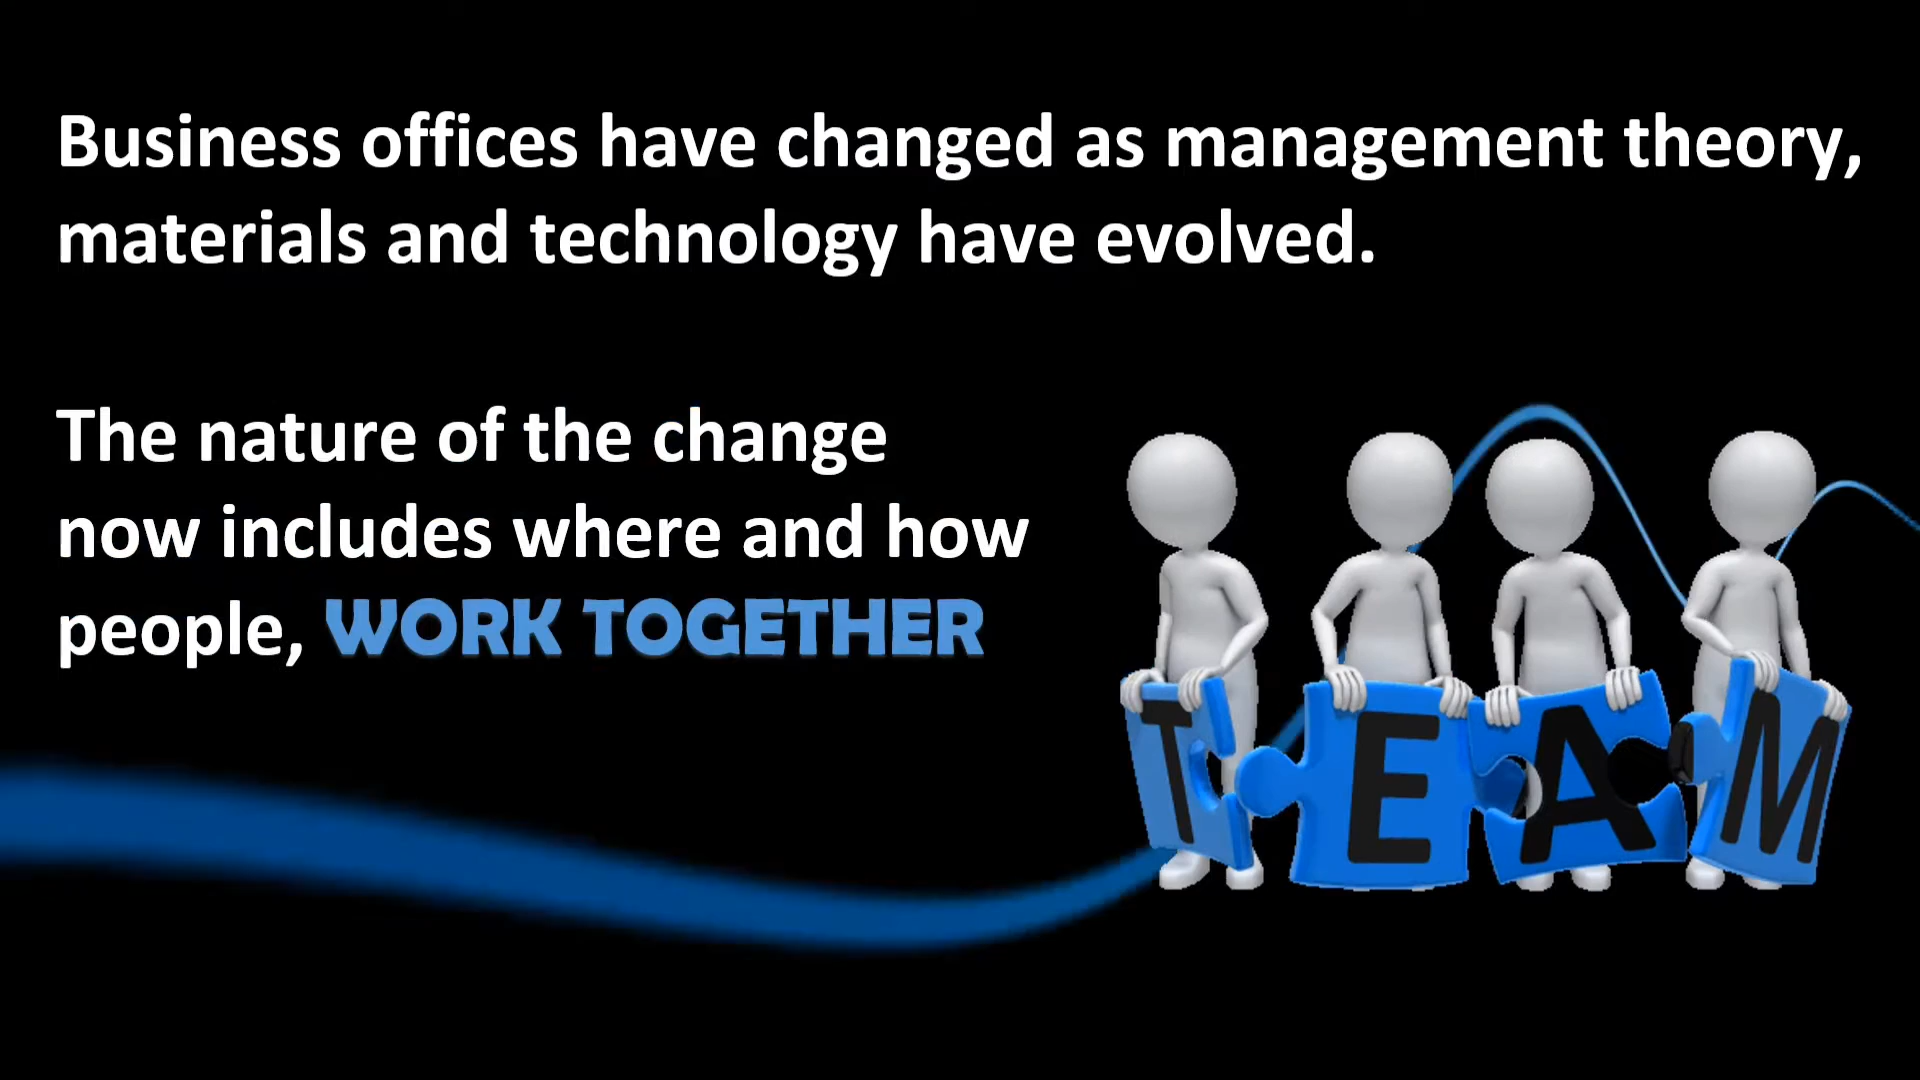 Business offices have changed as management theory,
materials and technology have evolved.
The nature of the change
now includes where and how
people, WORK TOGETHER
TEAM